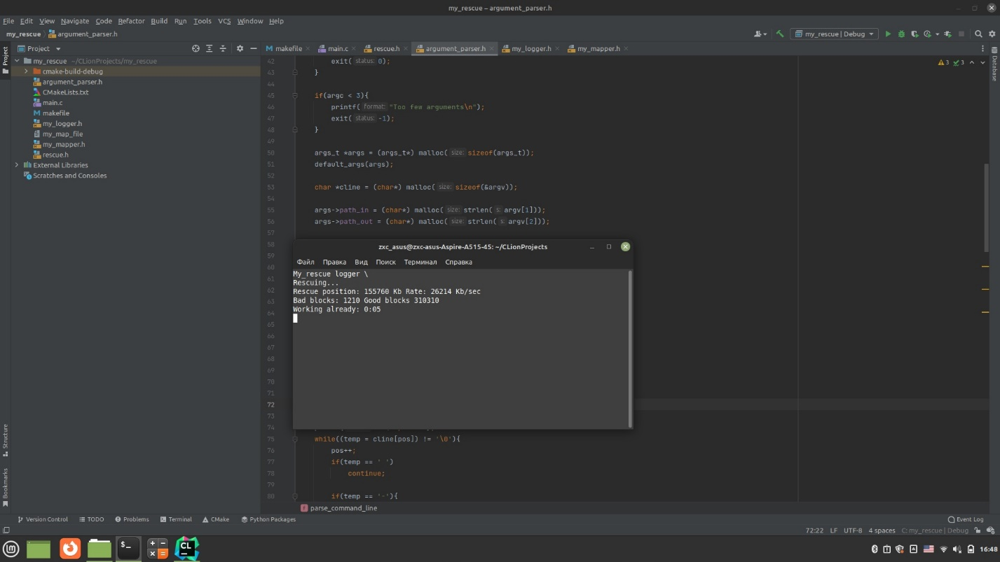 my_rescue – argument_parser.h
File Edit View Navigate Code Refactor Build Run Tools VCS Window Help
my_rescue argument_parser.h
my_rescue | Debug
Project
makefile main.c rescue.h argument_parser.h my_logger.h my_mapper.h
Project
Database
my_rescue ~/CLionProjects/my_rescue
cmake-build-debug
argument_parser.h
CMakeLists.txt
main.c
makefile
my_logger.h
my_map_file
my_mapper.h
rescue.h
External Libraries
Scratches and Consoles
3 3
42 exit( status: 0);
43 }
44
45 if(argc < 3){
46 printf( format: "Too few arguments\n");
47 exit( status: -1);
48 }
49
50 args_t *args = (args_t*) malloc( size: sizeof(args_t));
51 default_args(args);
52
53 char *cline = (char*) malloc( size: sizeof(&argv));
54
55 args->path_in = (char*) malloc( size: strlen( s: argv[1]));
56 args->path_out = (char*) malloc( size: strlen( s: argv[2]));
57
58
59
60
61
62
63
64
65
66
67
68
69
70
71
72
73
74
75 while((temp = cline[pos]) != '\0'){
76 pos++;
77 if(temp == ' ')
78 continue;
79
80 if(temp == '-'){
zxc_asus@zxc-asus-Aspire-A515-45: ~/CLionProjects
Файл Правка Вид Поиск Терминал Справка
My_rescue logger \
Rescuing...
Rescue position: 155760 Kb Rate: 26214 Kb/sec
Bad blocks: 1210 Good blocks 310310
Working already: 0:05
Structure
Bookmarks
f parse_command_line
Version Control TODO Problems Terminal CMake Python Packages
Event Log
72:22 LF UTF-8 4 spaces C: my_rescue | Debug
CL
16:48